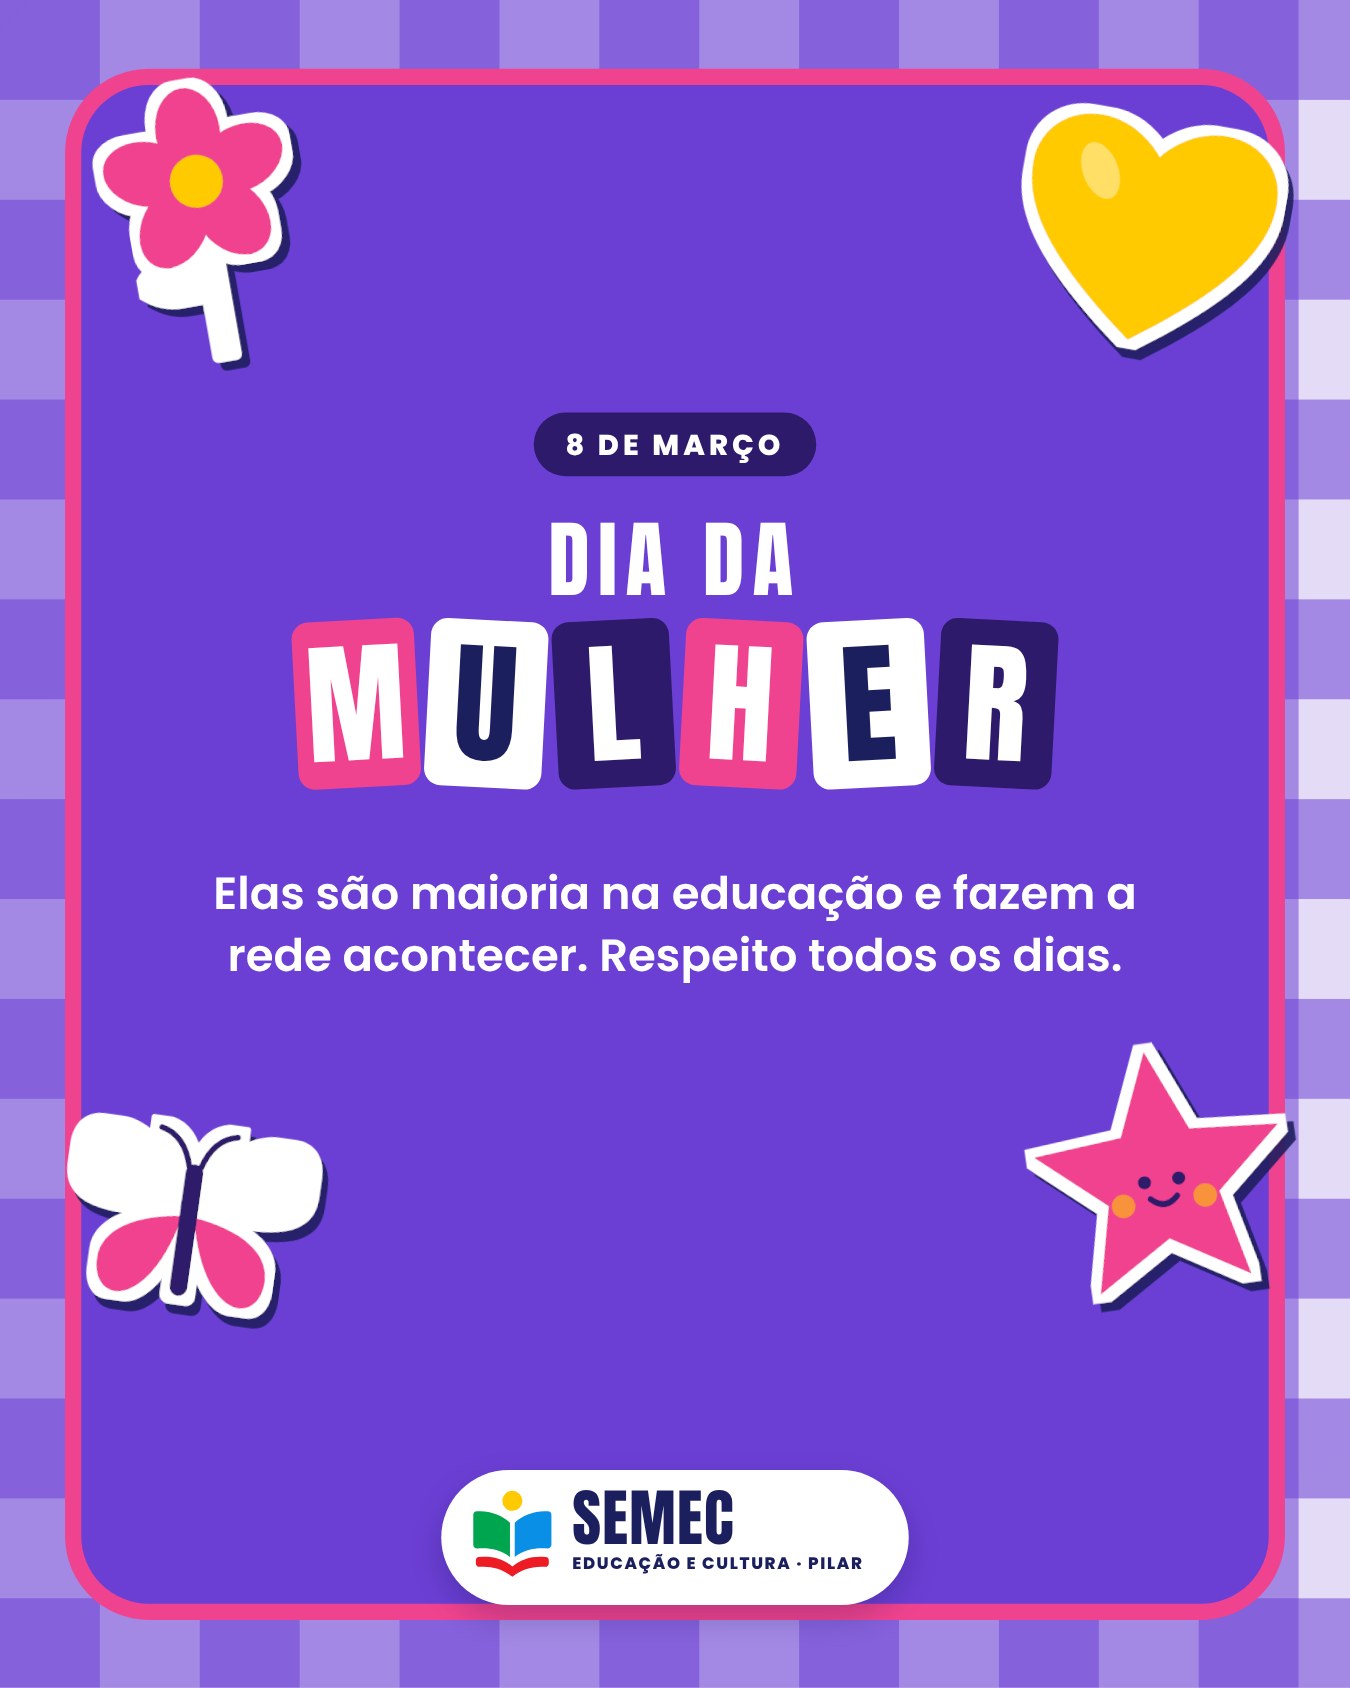 8 DE MARÇO
DIA DA
MULHER
Elas são maioria na educação e fazem a
rede acontecer. Respeito todos os dias.
SEMEC
EDUCAÇÃO E CULTURA · PILAR